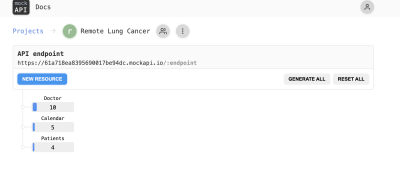 mock
API
Docs
Projects
r
Remote Lung Cancer
API endpoint
https://61a718ea8395690017be94dc.mockapi.io/:endpoint
NEW RESOURCE
GENERATE ALL
RESET ALL
Doctor
10
Calendar
5
Patients
4